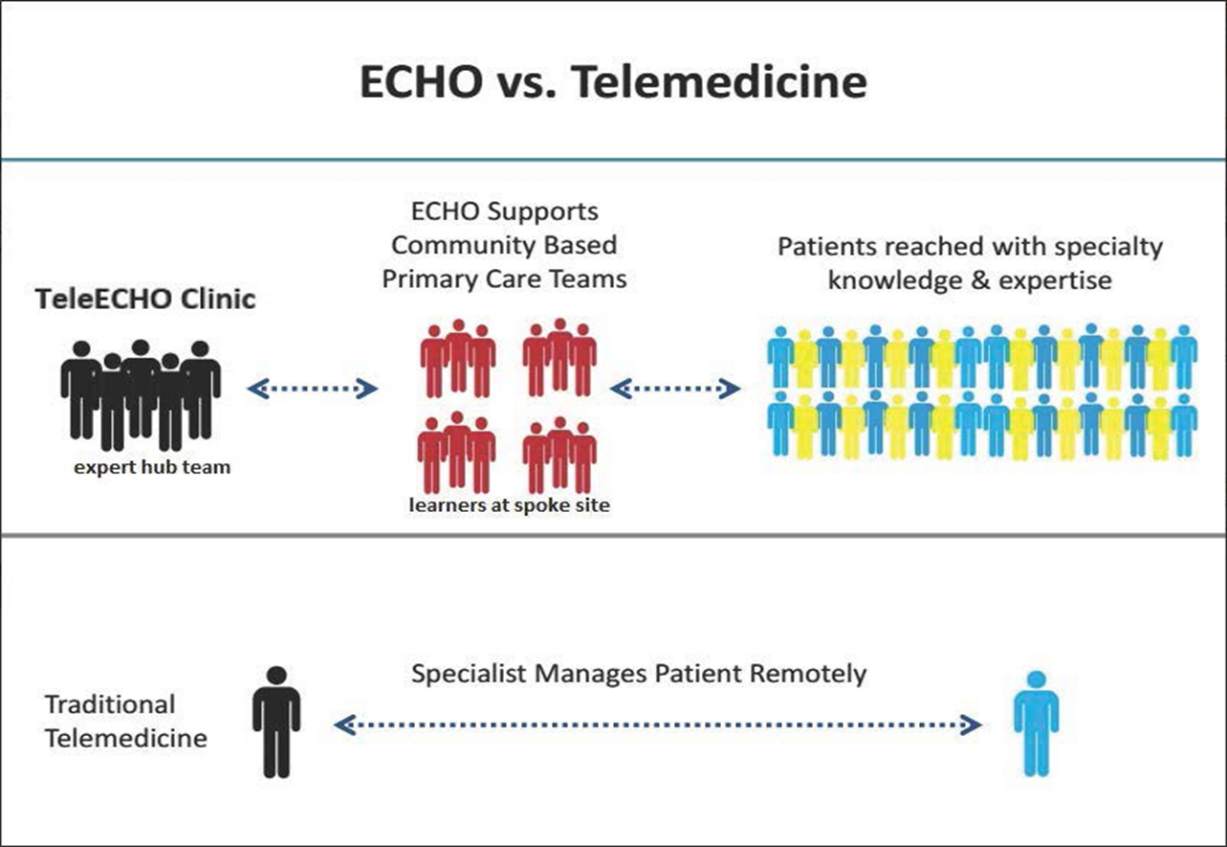 ECHO vs. Telemedicine
ECHO Supports
Community Based
Primary Care Teams
Patients reached with specialty
knowledge & expertise
TeleECHO Clinic
expert hub team
learners at spoke site
Specialist Manages Patient Remotely
Traditional
Telemedicine